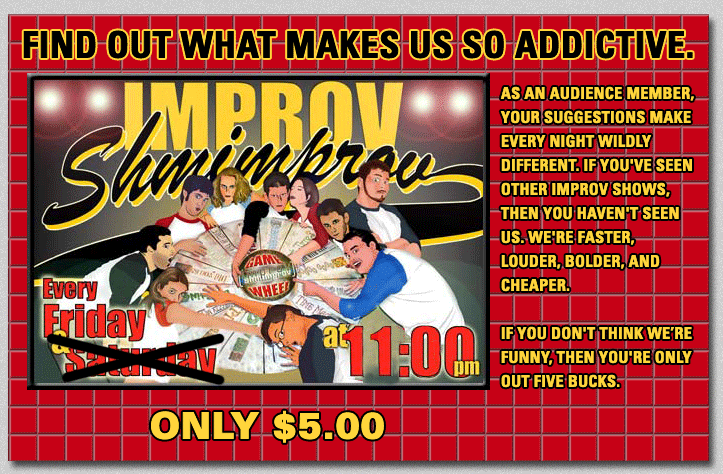 FIND OUT WHAT MAKES US SO ADDICTIVE.
IMPROV
Shmimprov
GAME
WHEEL
Every
Friday
Saturday
at 11:00
pm
AS AN AUDIENCE MEMBER,
YOUR SUGGESTIONS MAKE
EVERY NIGHT WILDLY
DIFFERENT. IF YOU'VE SEEN
OTHER IMPROV SHOWS,
THEN YOU HAVEN'T SEEN
US. WE'RE FASTER,
LOUDER, BOLDER, AND
CHEAPER.
IF YOU DON'T THINK WE'RE
FUNNY, THEN YOU'RE ONLY
OUT FIVE BUCKS.
ONLY $5.00